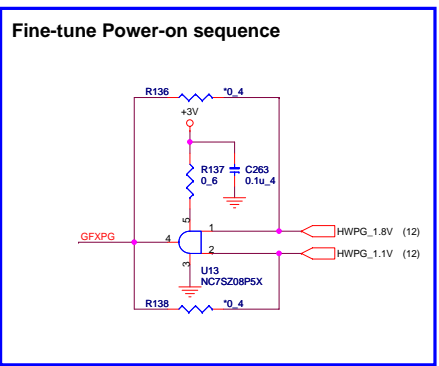 Fine-tune Power-on sequence
R136 *0_4
+3V
R137 C263
0_6 0.1u_4
5
GFXPG 4 1 HWPG_1.8V (12)
2 HWPG_1.1V (12)
3
U13
NC7SZ08P5X
R138 *0_4